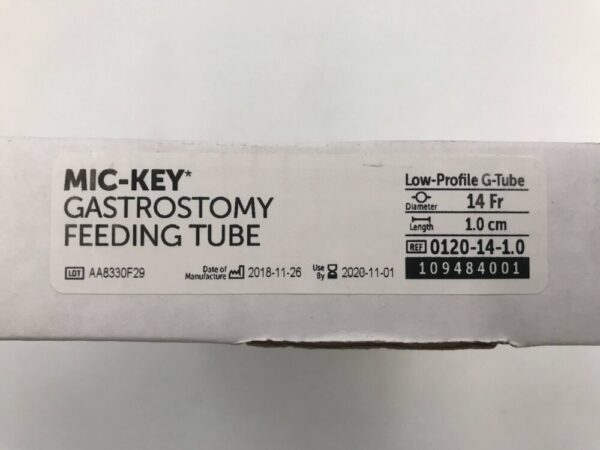 MIC-KEY*
GASTROSTOMY
FEEDING TUBE
LOT AA8330F29
Date of Manufacture 2018-11-26
Use By 2020-11-01
Low-Profile G-Tube
Diameter 14 Fr
Length 1.0 cm
REF 0120-14-1.0
109484001